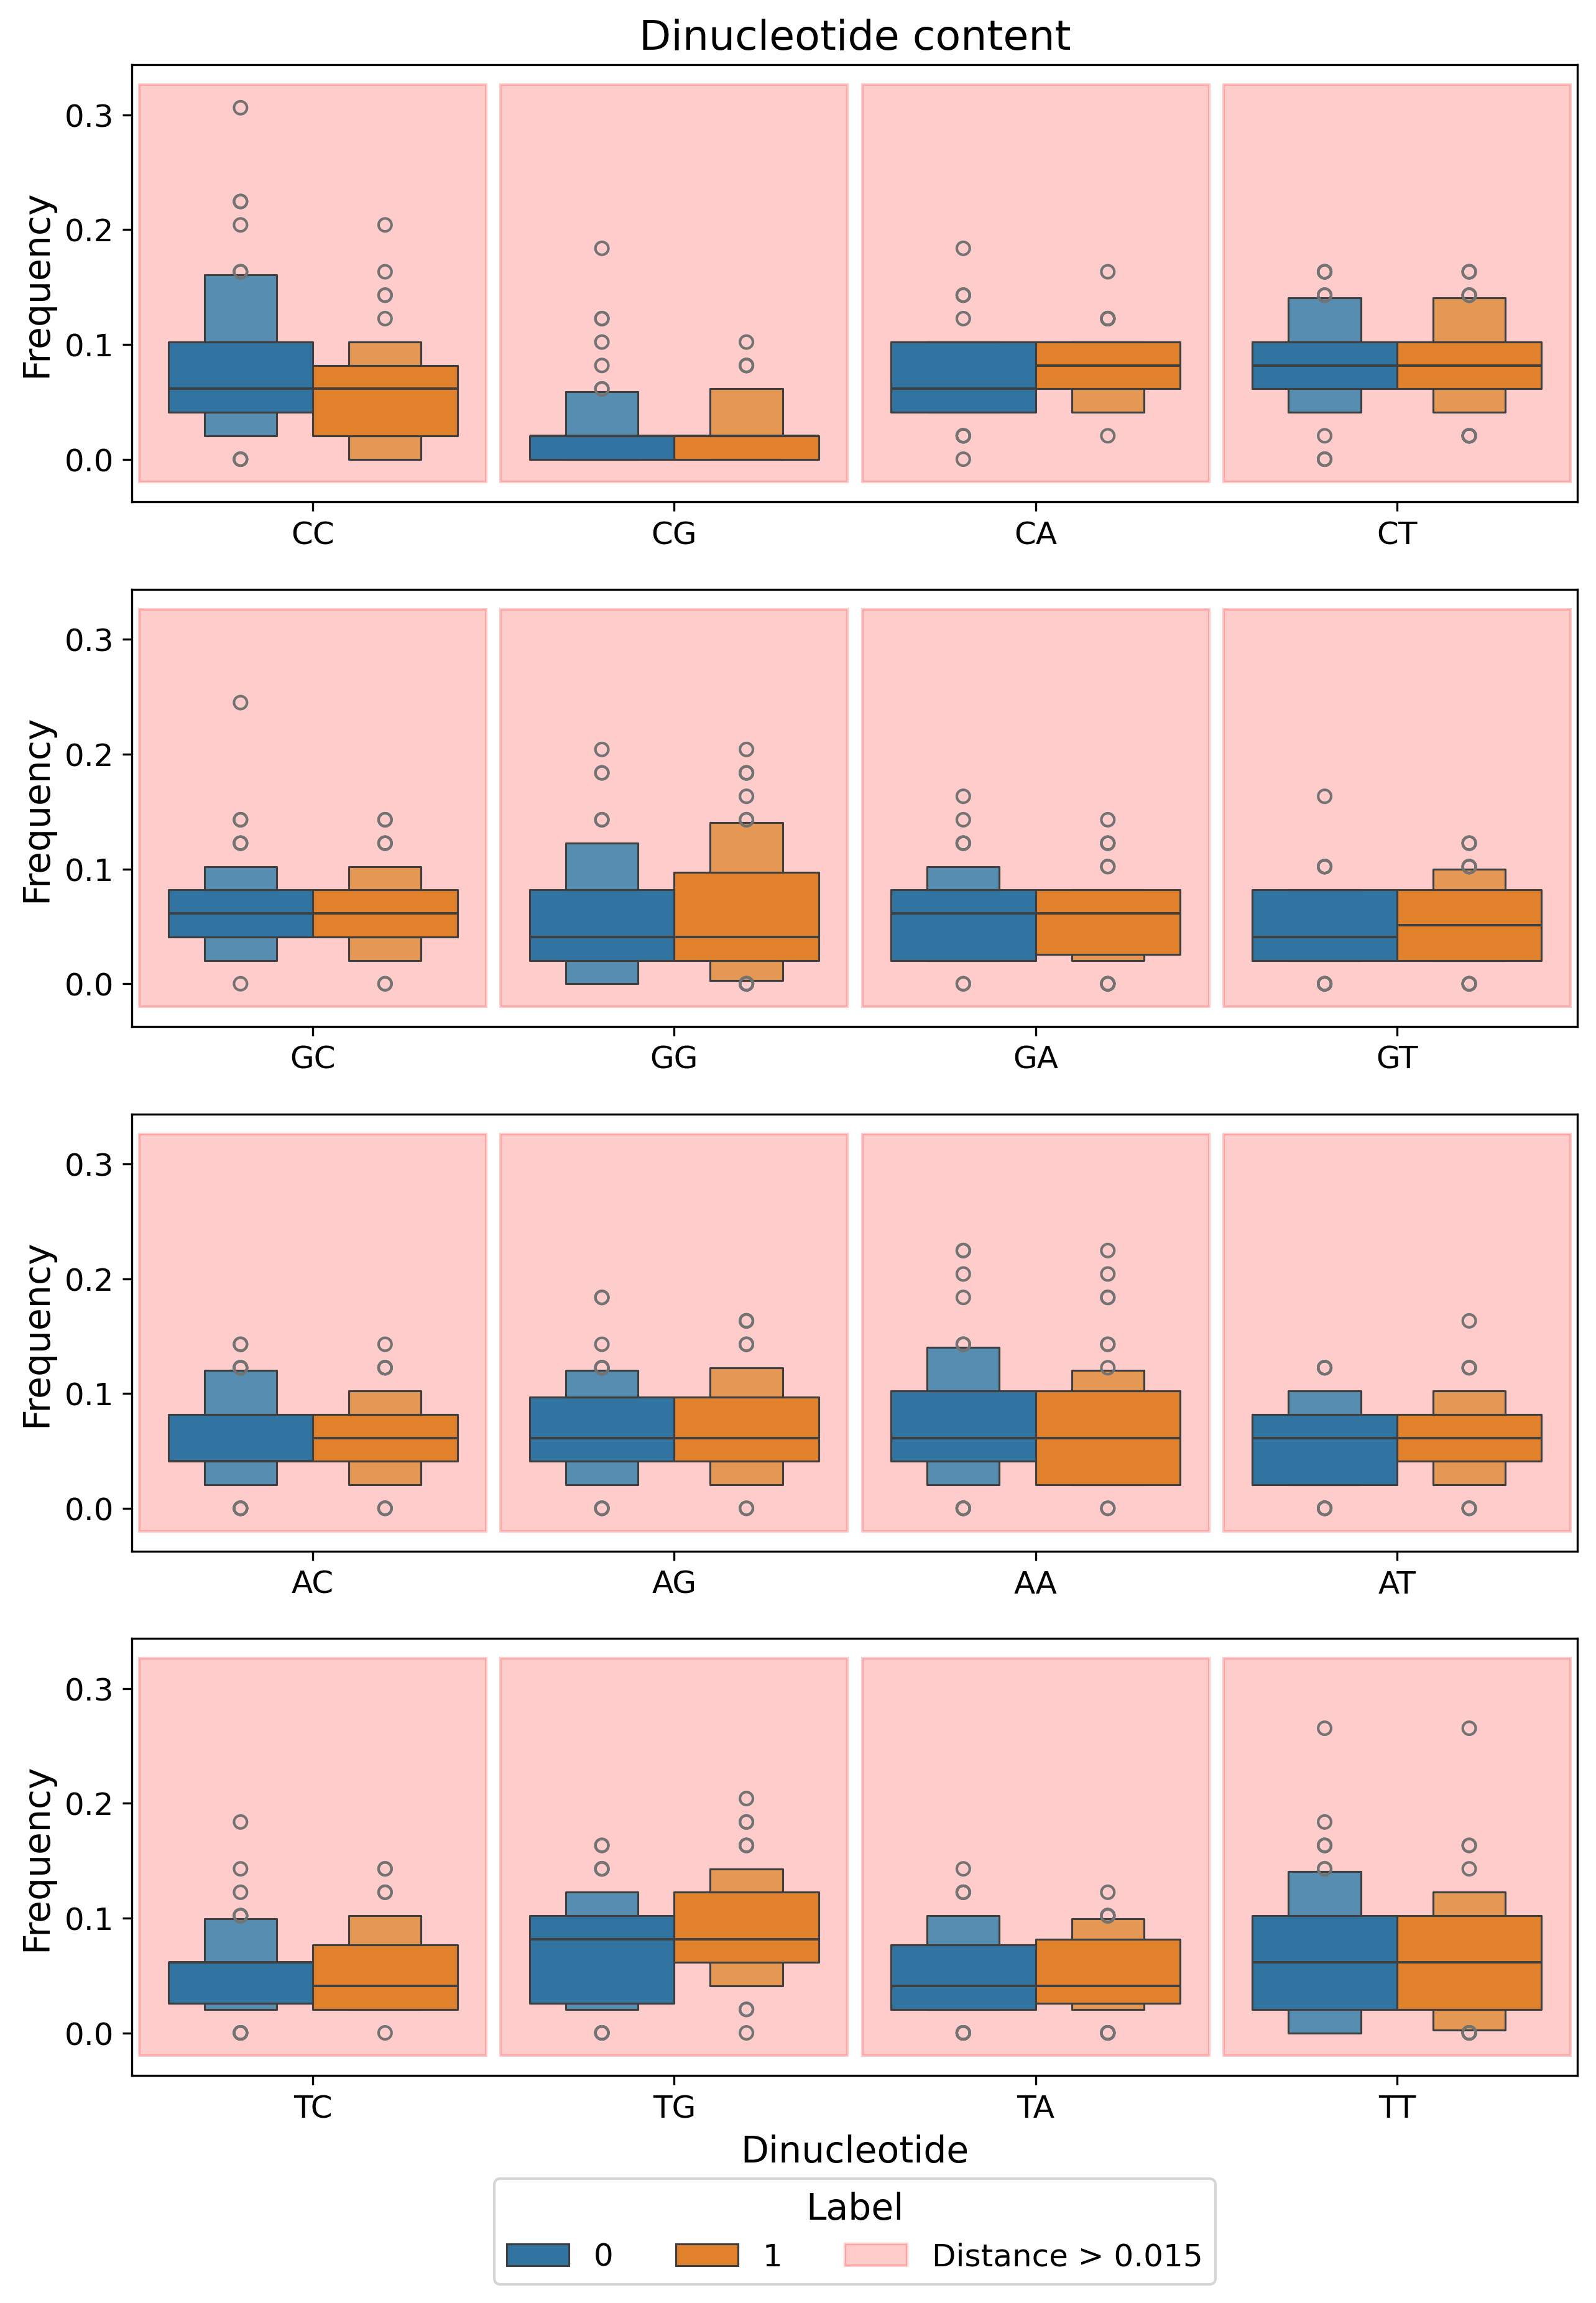 Dinucleotide content
Frequency
0.3
0.2
0.1
0.0
CC CG CA CT
Frequency
0.3
0.2
0.1
0.0
GC GG GA GT
Frequency
0.3
0.2
0.1
0.0
AC AG AA AT
Frequency
0.3
0.2
0.1
0.0
TC TG TA TT
Dinucleotide
Label
0 1 Distance > 0.015